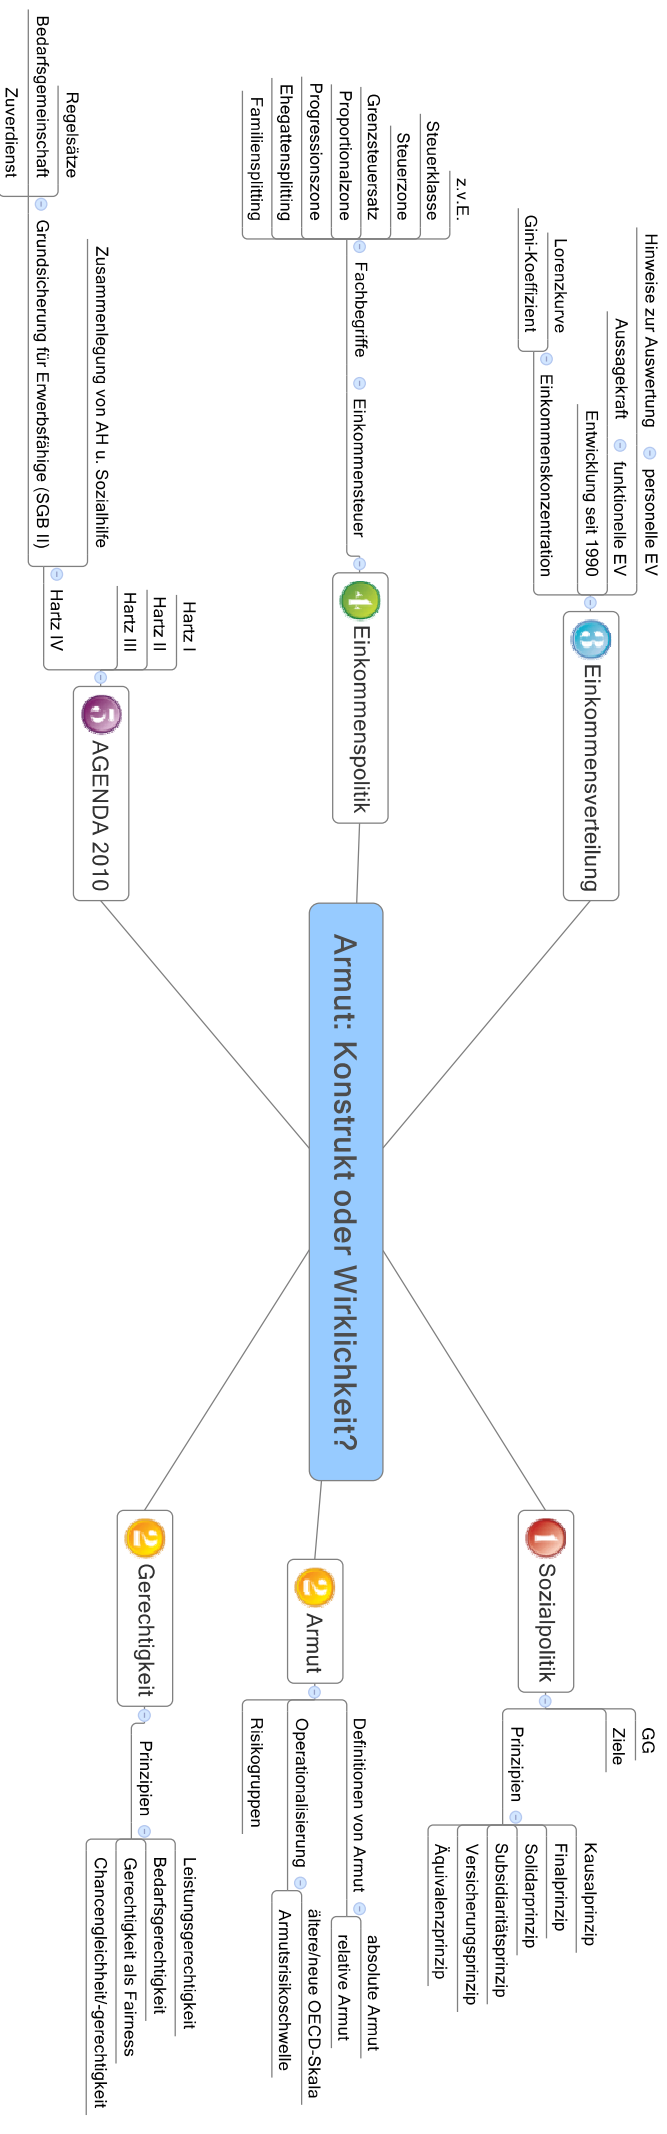 Armut: Konstrukt oder Wirklichkeit?
1 Sozialpolitik
GG
Ziele
Prinzipien
Kausalprinzip
Finalprinzip
Solidarprinzip
Subsidiaritätsprinzip
Versicherungsprinzip
Äquivalenzprinzip
2 Armut
Definitionen von Armut
absolute Armut
relative Armut
Operationalisierung
ältere/neue OECD-Skala
Armutsrisikoschwelle
Risikogruppen
2 Gerechtigkeit
Prinzipien
Leistungsgerechtigkeit
Bedarfsgerechtigkeit
Gerechtigkeit als Fairness
Chancengleichheit/-gerechtigkeit
3 Einkommensverteilung
personelle EV
Hinweise zur Auswertung
funktionelle EV
Aussagekraft
Entwicklung seit 1990
Einkommenskonzentration
Lorenzkurve
Gini-Koeffizient
4 Einkommenspolitik
Einkommensteuer
Fachbegriffe
z.v.E.
Steuerklasse
Steuerzone
Grenzsteuersatz
Proportionalzone
Progressionszone
Ehegattensplitting
Familiensplitting
5 AGENDA 2010
Hartz I
Hartz II
Hartz III
Hartz IV
Zusammenlegung von AH u. Sozialhilfe
Grundsicherung für Erwerbsfähige (SGB II)
Regelsätze
Bedarfsgemeinschaft
Zuverdienst